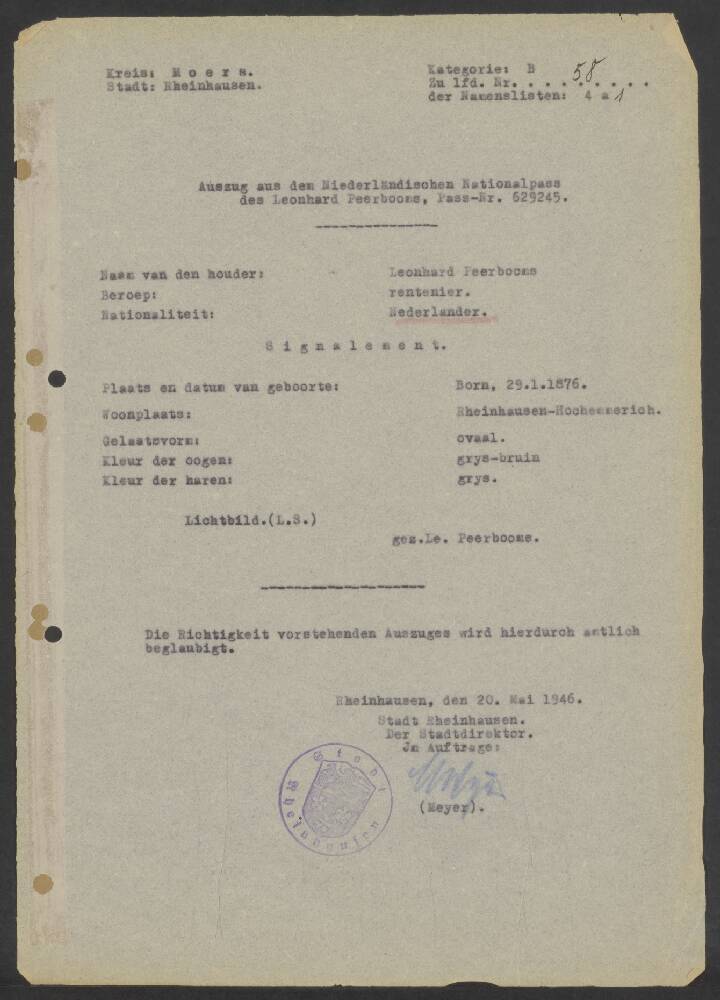 Kreis: M o e r s.
Stadt: Rheinhausen.
Kategorie: B
Zu lfd. Nr. . . 58 . . . . .
der Namenslisten: 4 a 1
Auszug aus dem Niederländischen Nationalpass
des Leonhard Peerbooms, Pass-Nr. 629245.
Naam van den houder: Leonhard Peerbooms
Beroep: rentenier.
Nationaliteit: Nederlander.
S i g n a l e m e n t.
Plaats en datum van geboorte: Born, 29.1.1876.
Woonplaats: Rheinhausen-Hochemmerich.
Gelaatsvorm: ovaal.
Kleur der oogen: grys-bruin
Kleur der haren: grys.
Lichtbild.(L.S.)
gez.Le. Peerbooms.
Die Richtigkeit vorstehenden Auszuges wird hierdurch amtlich
beglaubigt.
Rheinhausen, den 20. Mai 1946.
Stadt Rheinhausen.
Der Stadtdirektor.
Jm Auftrage:
(Meyer).
Stadt Rheinhausen